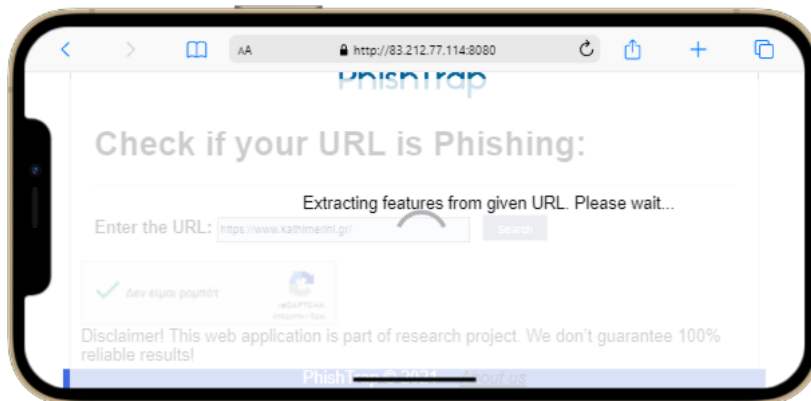 AA http://83.212.77.114:8080
PhishTrap
Check if your URL is Phishing:
Extracting features from given URL. Please wait...
Enter the URL: https://www.kathimerini.gr/ Search
Δεν είμαι ρομπότ
reCAPTCHA
Απόρρητο - Όροι
Disclaimer! This web application is part of research project. We don't guarantee 100%
reliable results!
PhishTrap © 2021 About us